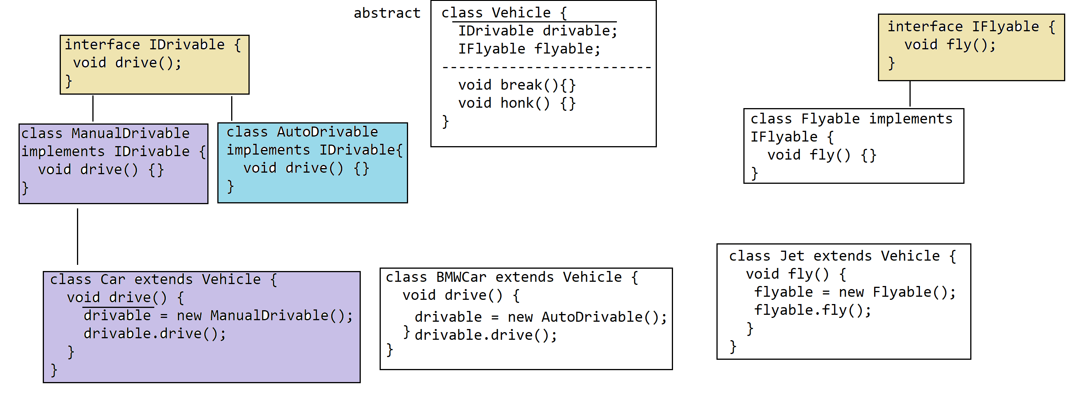 abstract
class Vehicle {
IDrivable drivable;
IFlyable flyable;
-------------------------
void break(){}
void honk() {}
}
interface IDrivable {
void drive();
}
interface IFlyable {
void fly();
}
class ManualDrivable
implements IDrivable {
void drive() {}
}
class AutoDrivable
implements IDrivable{
void drive() {}
}
class Flyable implements
IFlyable {
void fly() {}
}
class Car extends Vehicle {
void drive() {
drivable = new ManualDrivable();
drivable.drive();
}
}
class BMWCar extends Vehicle {
void drive() {
drivable = new AutoDrivable();
}drivable.drive();
}
class Jet extends Vehicle {
void fly() {
flyable = new Flyable();
flyable.fly();
}
}